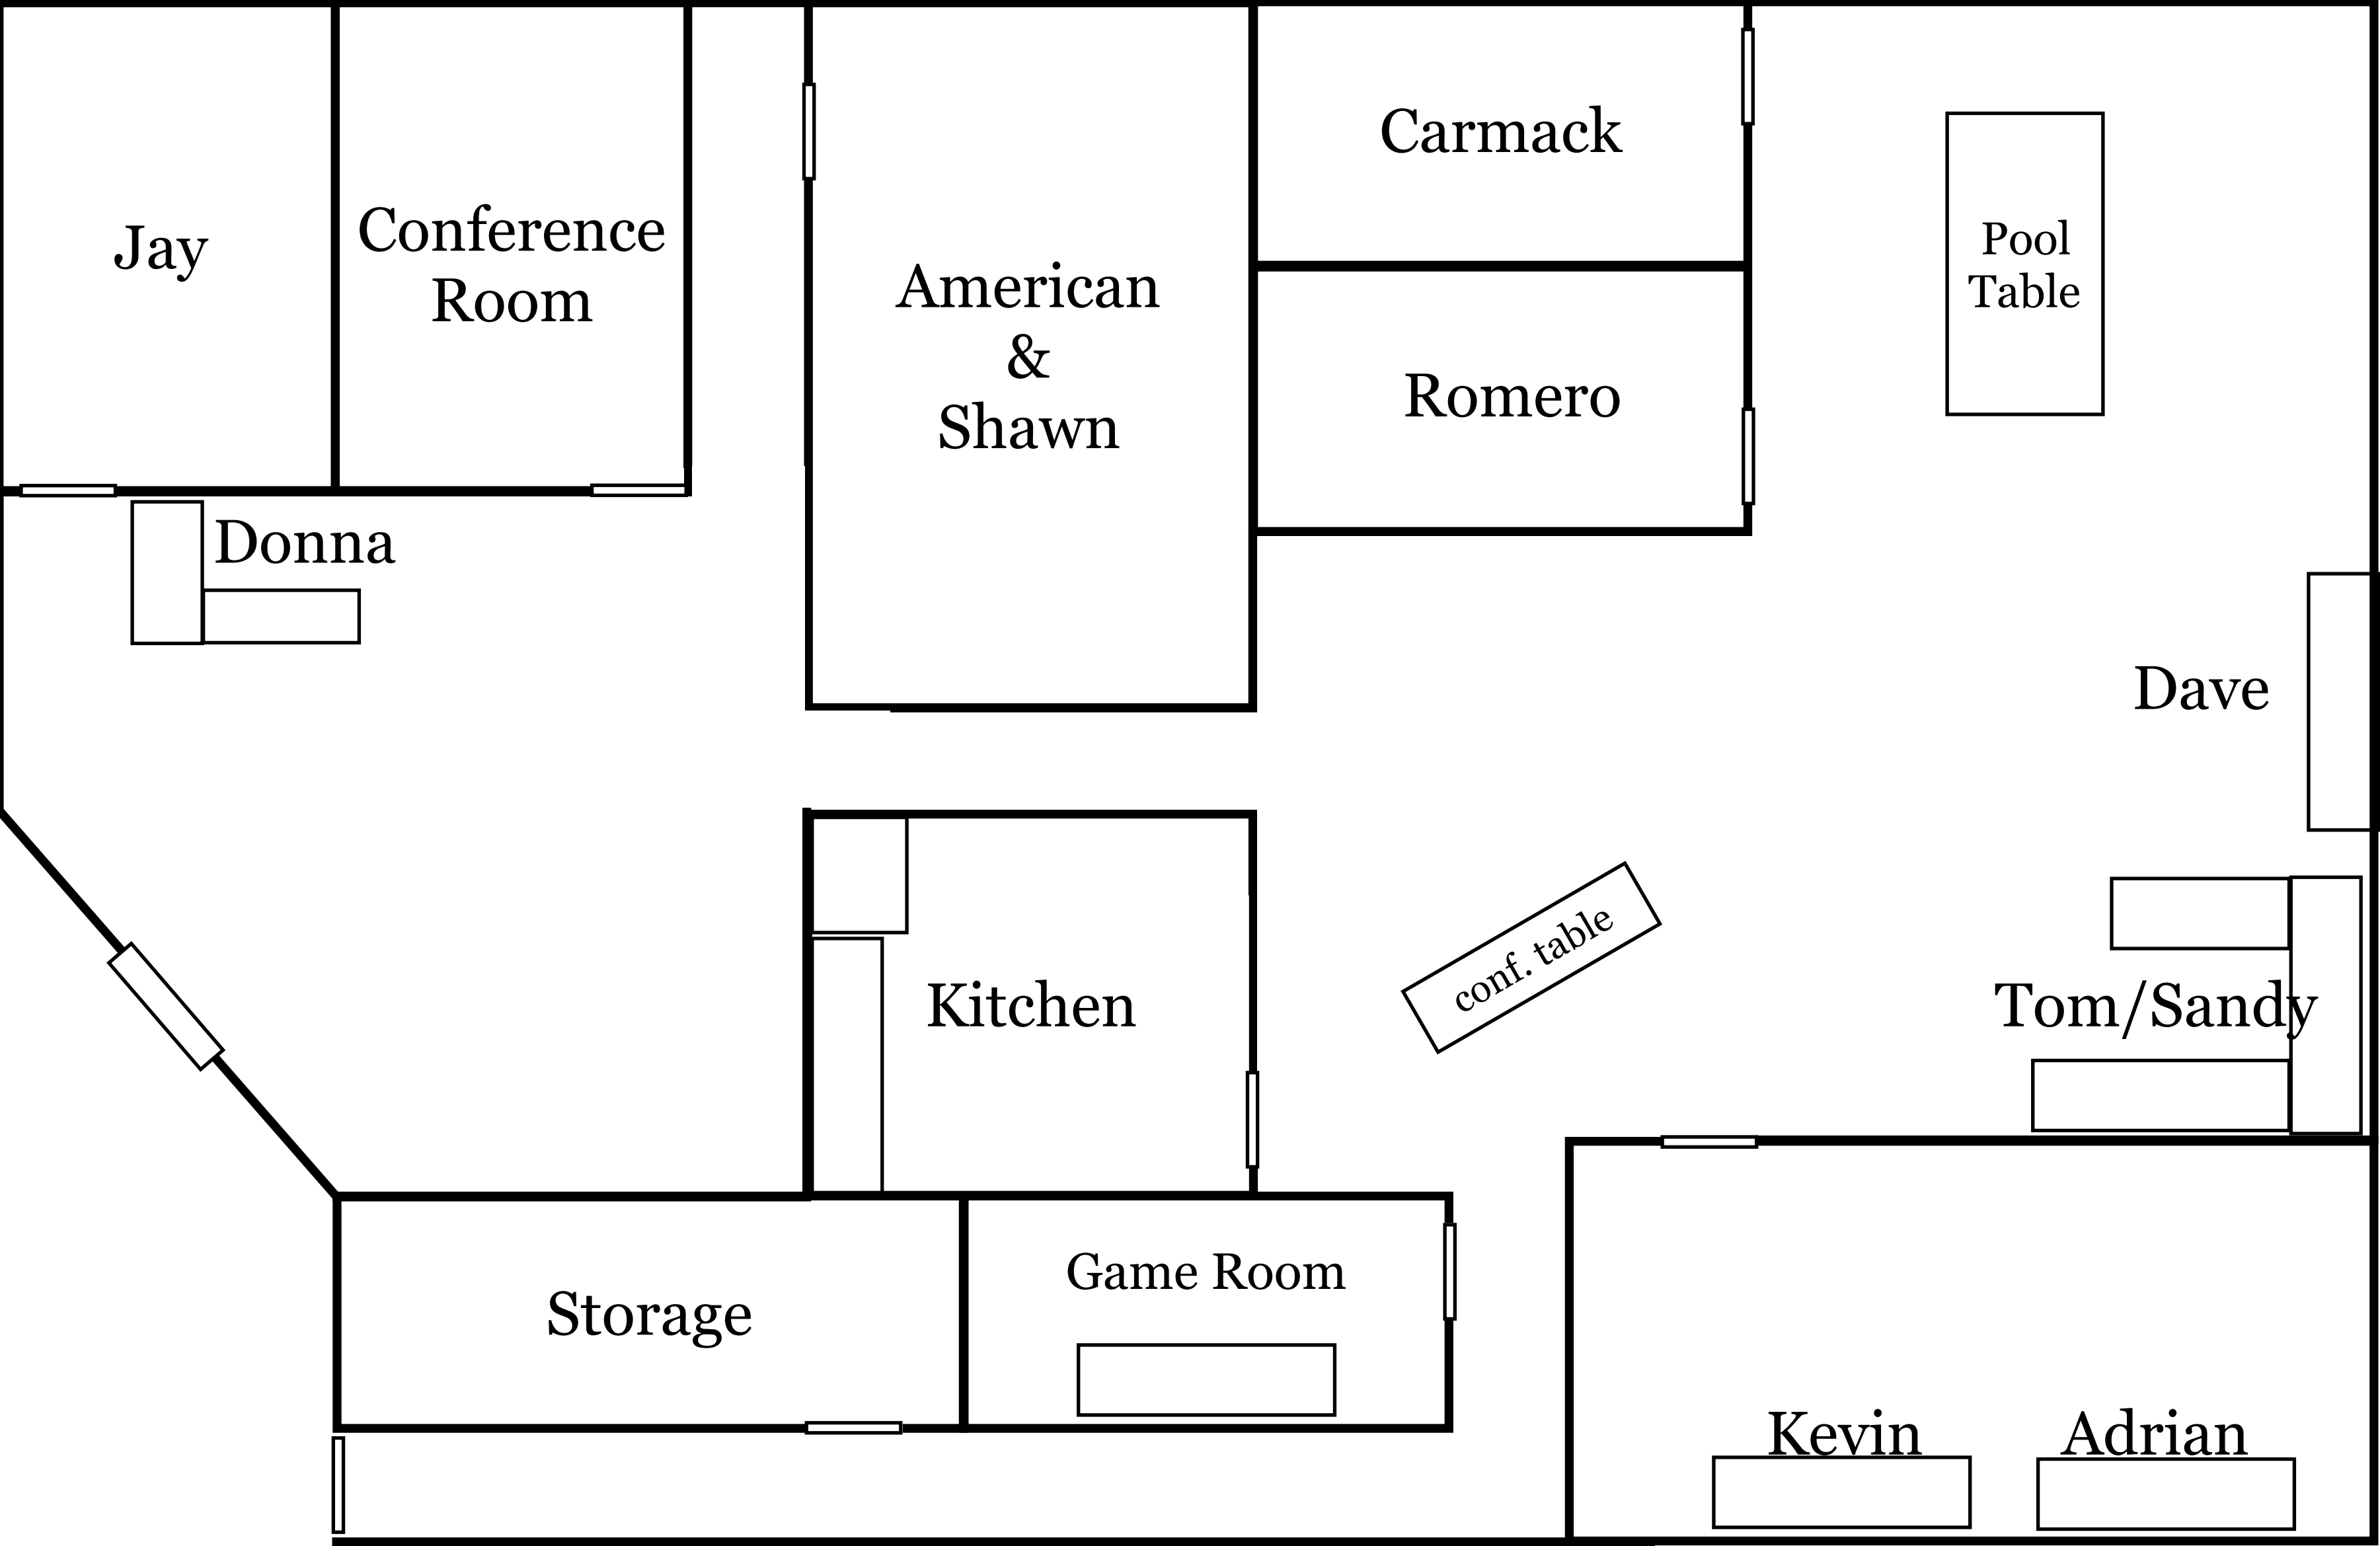 Jay
Conference
Room
American
&
Shawn
Carmack
Romero
Pool
Table
Donna
Dave
Kitchen
conf. table
Tom/Sandy
Storage
Game Room
Kevin
Adrian